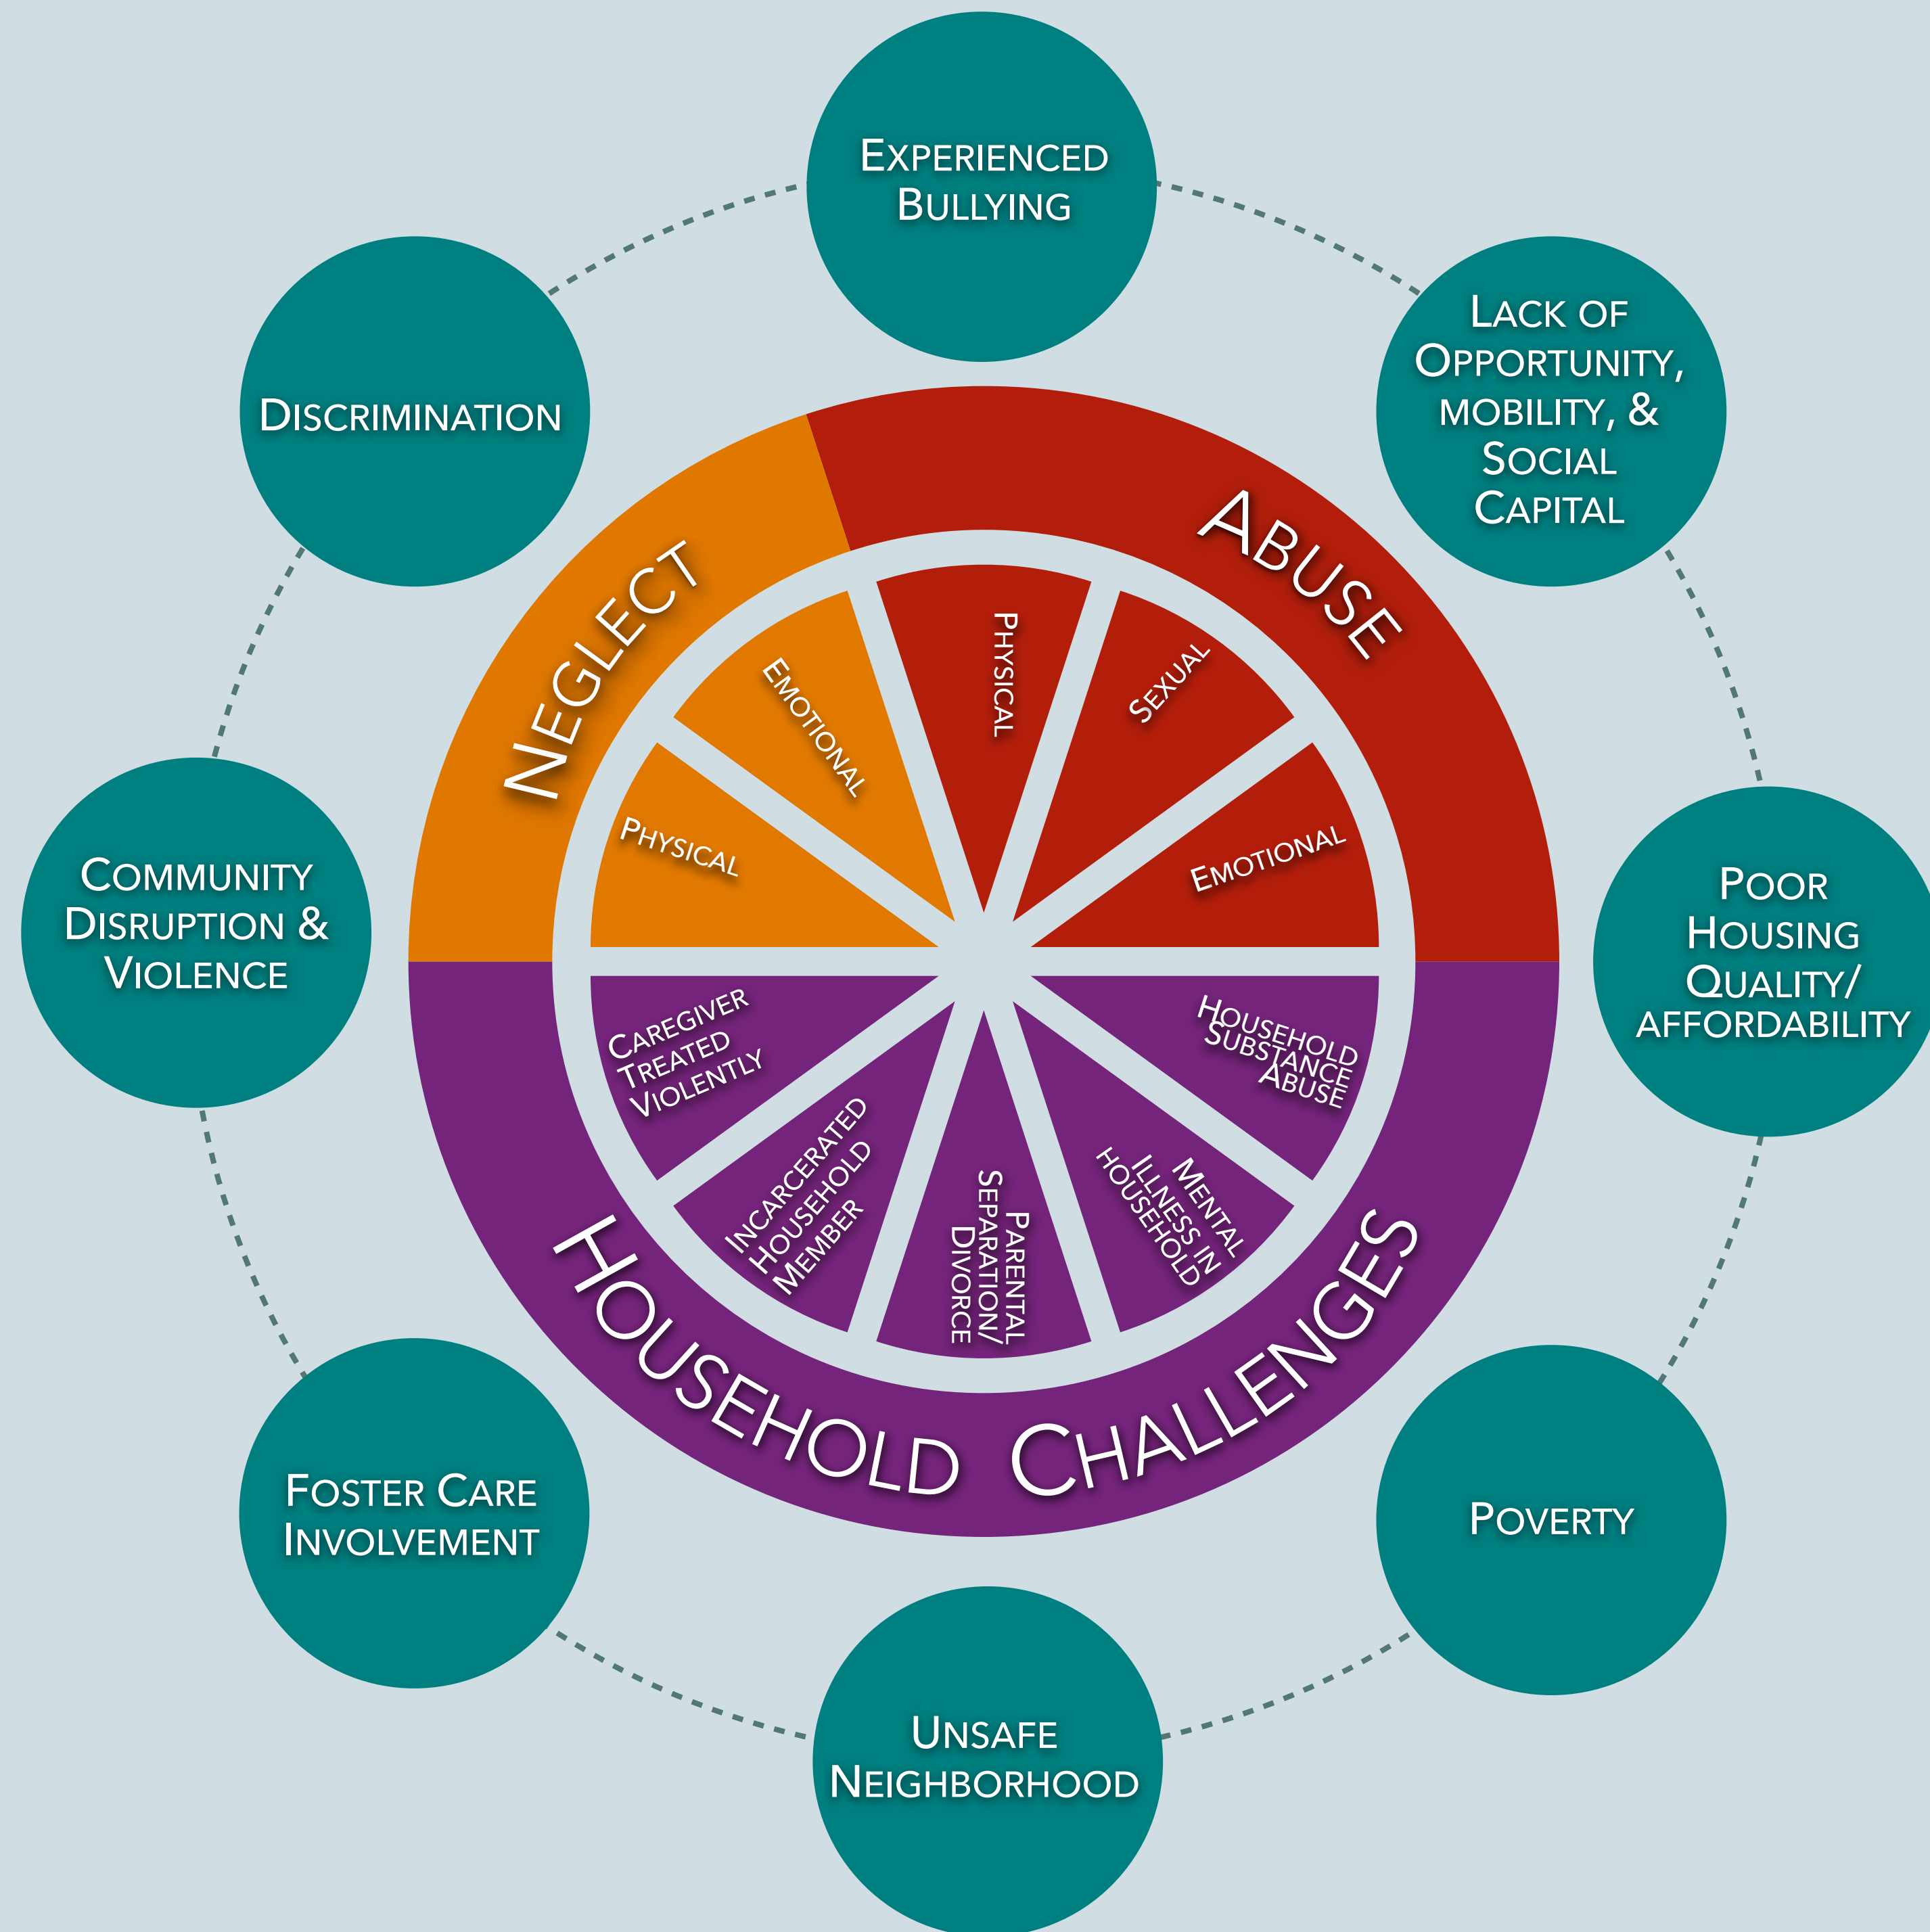 Experienced
Bullying
Lack of
Opportunity,
mobility, &
Social
Capital
Poor
Housing
Quality/
affordability
Poverty
Unsafe
Neighborhood
Foster Care
Involvement
Community
Disruption &
Violence
Discrimination
Neglect
Abuse
Household Challenges
Physical
Sexual
Emotional
Household
Substance
Abuse
Mental
Illness in
household
Parental
Separation/
Divorce
Incarcerated
Household
Member
Caregiver
Treated
Violently
Physical
Emotional